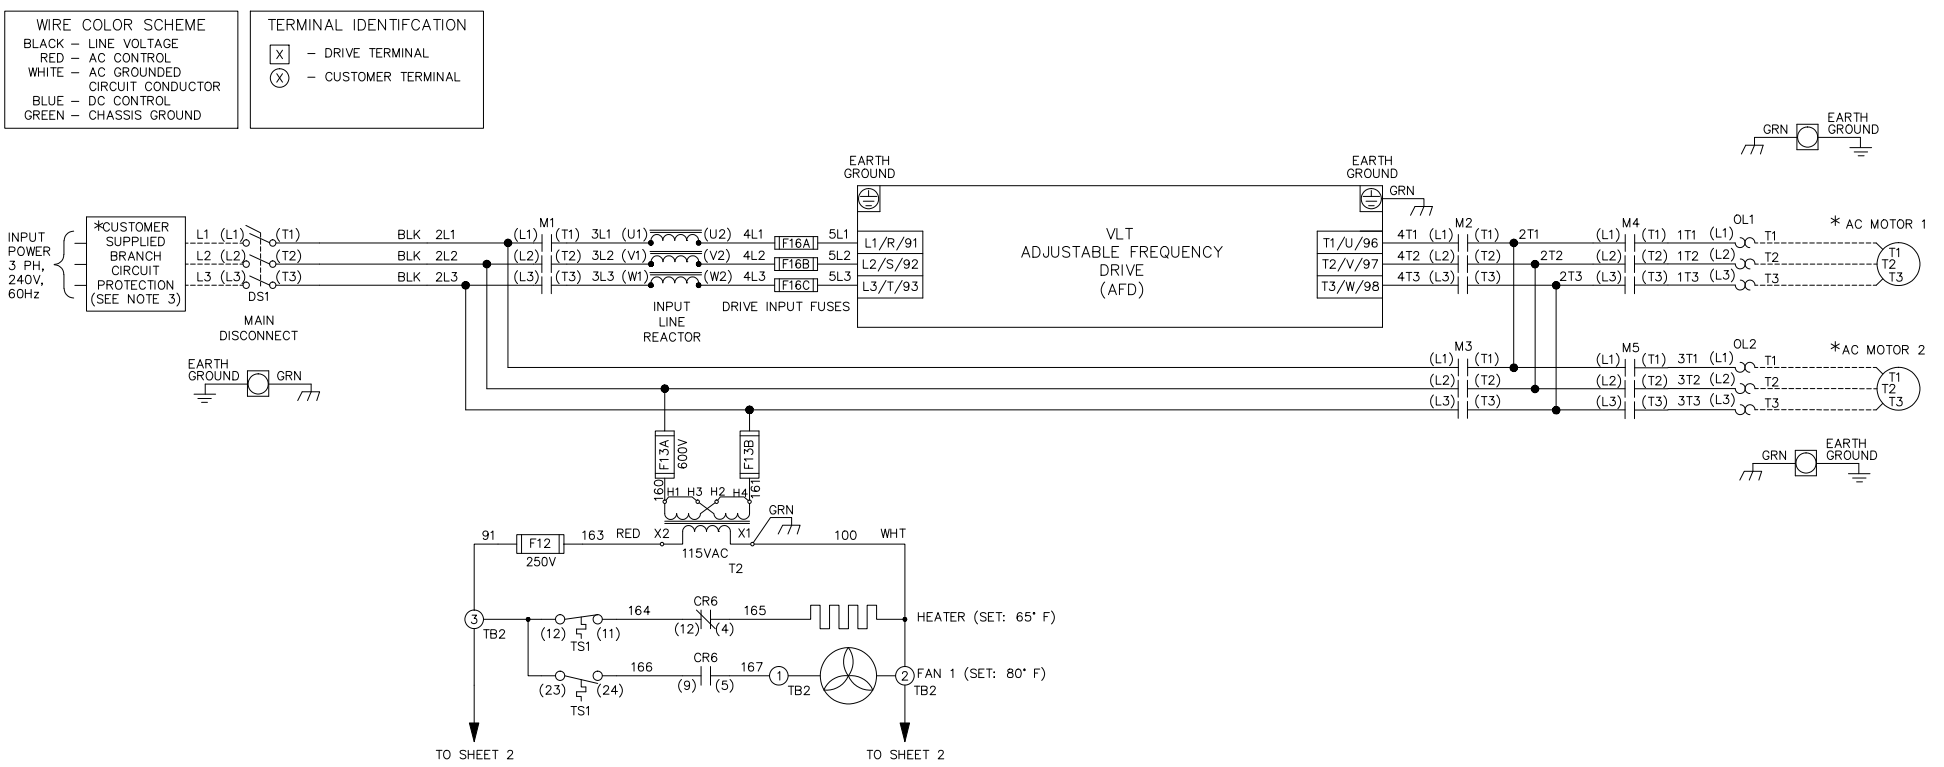 WIRE COLOR SCHEME
BLACK – LINE VOLTAGE
RED – AC CONTROL
WHITE – AC GROUNDED
CIRCUIT CONDUCTOR
BLUE – DC CONTROL
GREEN – CHASSIS GROUND
TERMINAL IDENTIFCATION
X – DRIVE TERMINAL
X – CUSTOMER TERMINAL
GRN
EARTH
GROUND
INPUT
POWER
3 PH,
240V,
60Hz
*CUSTOMER
SUPPLIED
BRANCH
CIRCUIT
PROTECTION
(SEE NOTE 3)
L1 (L1) (T1) BLK 2L1
L2 (L2) (T2) BLK 2L2
L3 (L3) (T3) BLK 2L3
DS1
MAIN
DISCONNECT
EARTH
GROUND GRN
M1
(L1) (T1) 3L1 (U1) (U2) 4L1 F16A 5L1
(L2) (T2) 3L2 (V1) (V2) 4L2 F16B 5L2
(L3) (T3) 3L3 (W1) (W2) 4L3 F16C 5L3
INPUT
LINE
REACTOR
DRIVE INPUT FUSES
EARTH
GROUND
L1/R/91
L2/S/92
L3/T/93
VLT
ADJUSTABLE FREQUENCY
DRIVE
(AFD)
EARTH
GROUND
GRN
T1/U/96
T2/V/97
T3/W/98
M2
4T1 (L1) (T1) 2T1
4T2 (L2) (T2) 2T2
4T3 (L3) (T3) 2T3
M4
OL1
(L1) (T1) 1T1 (L1) T1
(L2) (T2) 1T2 (L2) T2
(L3) (T3) 1T3 (L3) T3
* AC MOTOR 1
T1
T2
T3
M3
(L1) (T1)
(L2) (T2)
(L3) (T3)
M5
OL2
(L1) (T1) 3T1 (L1) T1
(L2) (T2) 3T2 (L2) T2
(L3) (T3) 3T3 (L3) T3
*AC MOTOR 2
T1
T2
T3
GRN
EARTH
GROUND
F13A
600V
F13B
160
161
H1 H3 H2 H4
GRN
91 F12 163 RED X2 X1 100 WHT
250V
115VAC
T2
3
TB2
164 CR6 165
(12) (11) (12) (4)
TS1
HEATER (SET: 65° F)
166 CR6 167
(23) (24) (9) (5)
TS1
1
TB2
2
TB2
FAN 1 (SET: 80° F)
TO SHEET 2
TO SHEET 2